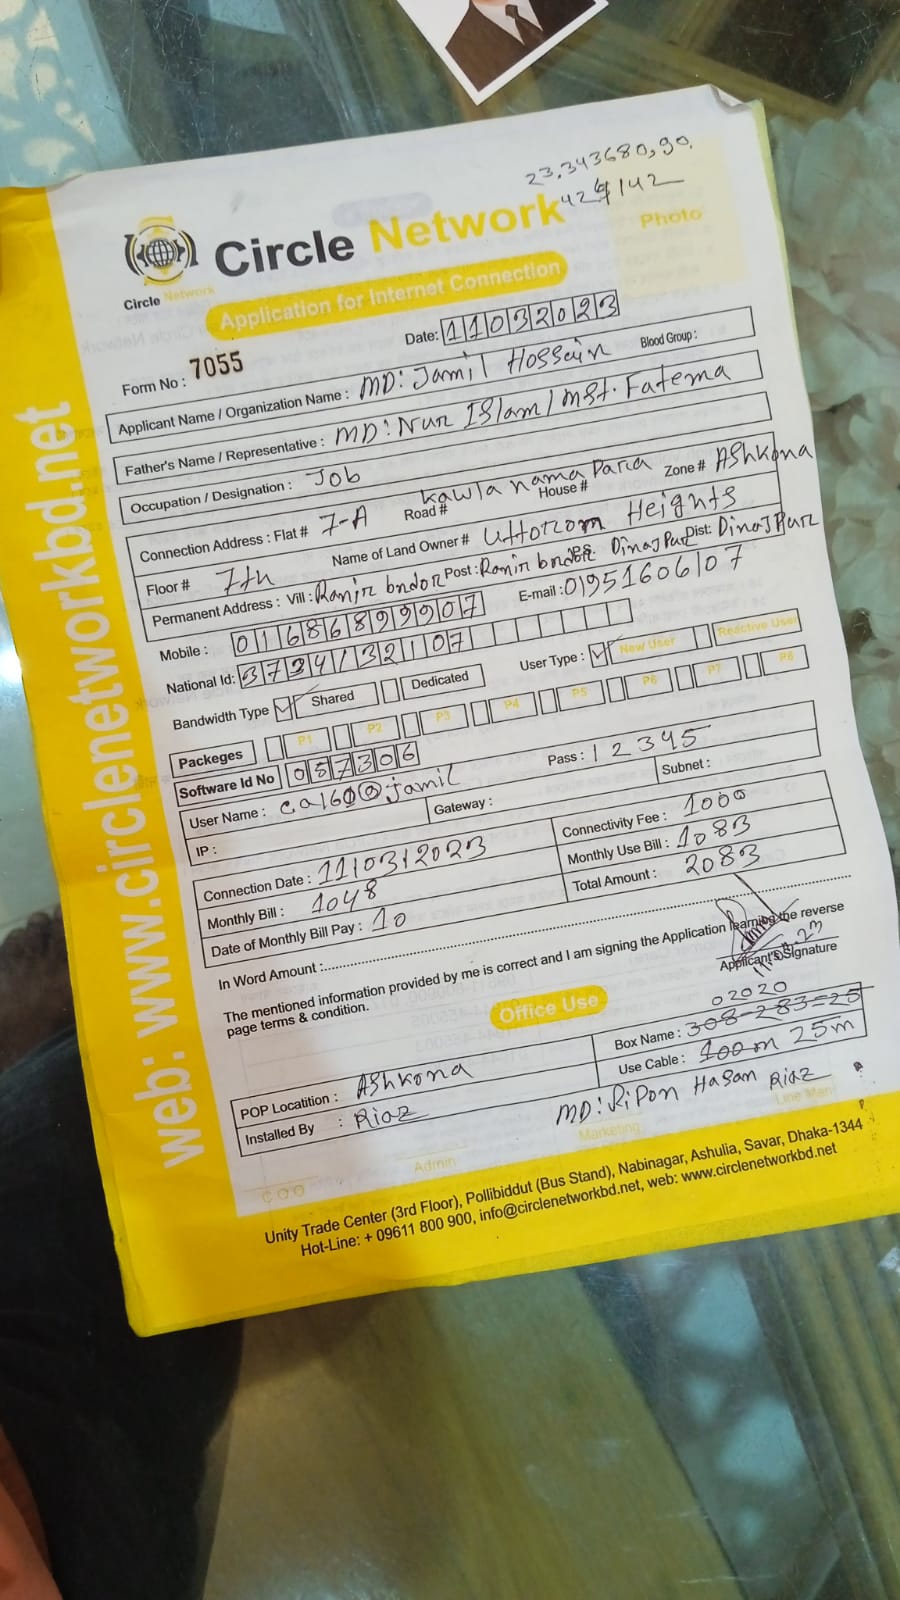 23.343680,90.
424142
Circle Network
Photo
Circle Network
Application for Internet Connection
Form No : 7055
Date: 11032023
Applicant Name / Organization Name : MD: Jamil Hossain Blood Group :
Father's Name / Representative : MD: Nur Islam / Mst. Fatema
Occupation / Designation : Job
Connection Address : Flat # 7-A Road # kawla nama Para House # Zone # Ashkona
Floor # 7th Name of Land Owner # Uttorcom Heights
Permanent Address : Vill : Ranir bndor Post : Ranir bndor Dinajpur Dist: Dinajpur
Mobile : 01686899907 E-mail : 01951606107
National Id: 3734132107
Bandwidth Type Shared Dedicated User Type : New User Reactive User
Packeges P1 P2 P3 P4 P5 P6 P7 P8
Software Id No 057306
User Name : ca160@jamil Pass : 12345
IP : Gateway : Subnet :
Connection Date : 11/03/2023 Connectivity Fee : 1000
Monthly Bill : 1048 Monthly Use Bill : 1083
Date of Monthly Bill Pay : 10 Total Amount : 2083
In Word Amount :
The mentioned information provided by me is correct and I am signing the Application learning the reverse
page terms & condition.
Applicant's Signature
Office Use
02020
POP Locatition : Ashkona Box Name : 308-283=25
Installed By : Riaz Use Cable : 100m 25m
MD: Ripon Hasan Riaz
COO Admin Marketing Line Man
Unity Trade Center (3rd Floor), Pollibiddut (Bus Stand), Nabinagar, Ashulia, Savar, Dhaka-1344
Hot-Line: + 09611 800 900, info@circlenetworkbd.net, web: www.circlenetworkbd.net
web: www.circlenetworkbd.net